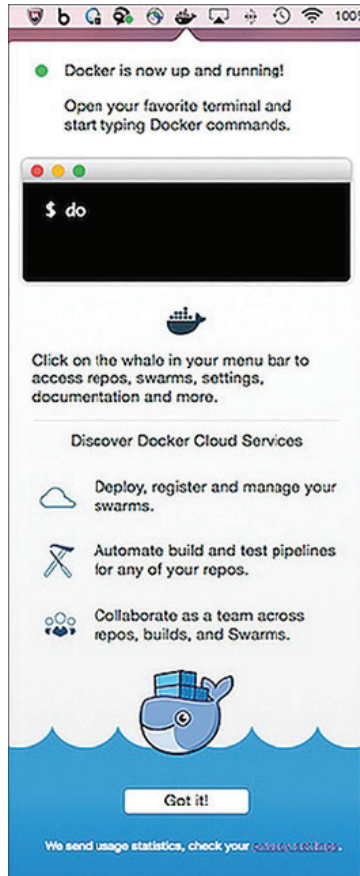 100%
Docker is now up and running!
Open your favorite terminal and
start typing Docker commands.
$ do
Click on the whale in your menu bar to
access repos, swarms, settings,
documentation and more.
Discover Docker Cloud Services
Deploy, register and manage your
swarms.
Automate build and test pipelines
for any of your repos.
Collaborate as a team across
repos, builds, and Swarms.
Got it!
We send usage statistics, check your privacy settings.